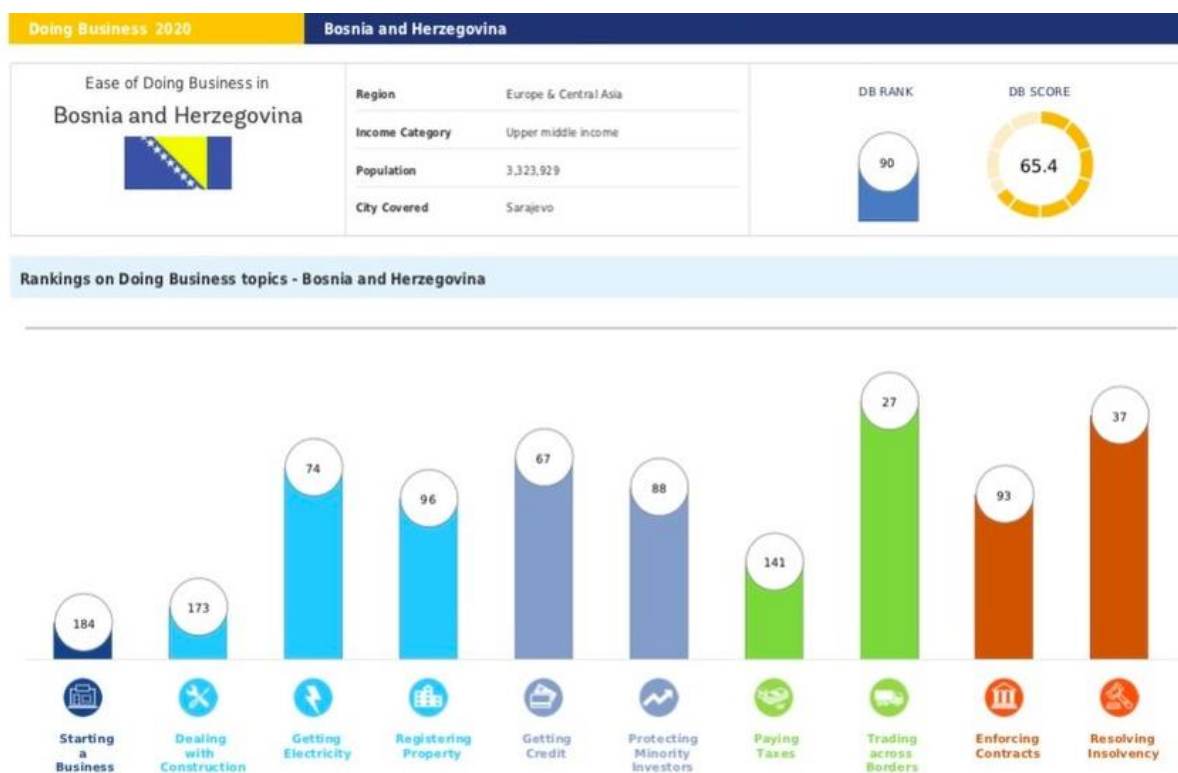 Doing Business 2020
Bosnia and Herzegovina
Ease of Doing Business in
Bosnia and Herzegovina
Region Europe & Central Asia
Income Category Upper middle income
Population 3,323,929
City Covered Sarajevo
DB RANK
90
DB SCORE
65.4
Rankings on Doing Business topics - Bosnia and Herzegovina
184
173
74
96
67
88
141
27
93
37
Starting
a
Business
Dealing
with
Construction
Getting
Electricity
Registering
Property
Getting
Credit
Protecting
Minority
Investors
Paying
Taxes
Trading
across
Borders
Enforcing
Contracts
Resolving
Insolvency